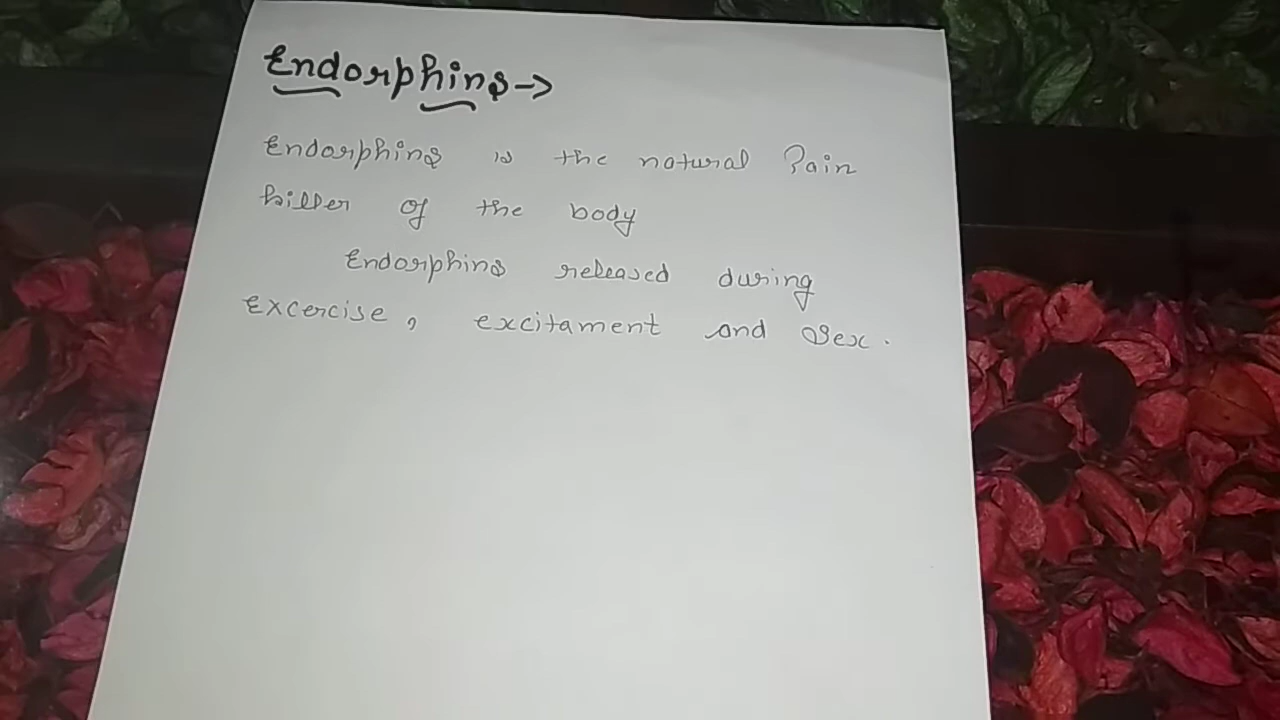 Endorphins→
Endorphins is the natural Pain
killer of the body
Endorphins released during
Excercise, excitament and Sex.